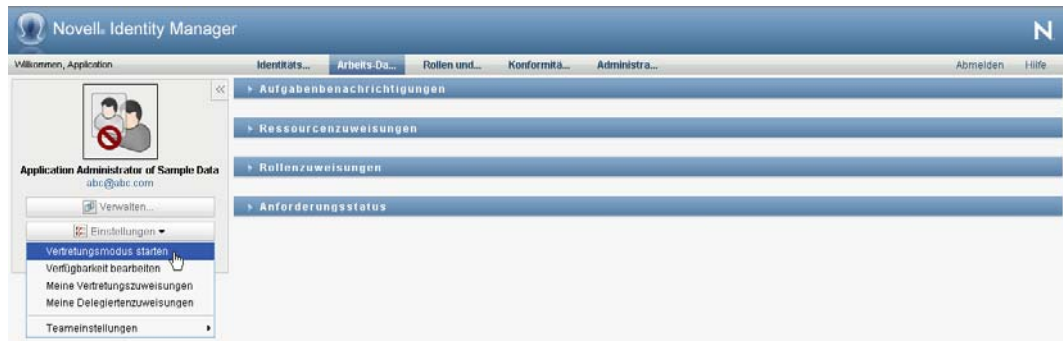 Novell® Identity Manager
N
Willkommen, Application
Identitäts... Arbeits-Da... Rollen und... Konformitä... Administra... Abmelden Hilfe
Aufgabenbenachrichtigungen
Ressourcenzuweisungen
Rollenzuweisungen
Anforderungsstatus
Application Administrator of Sample Data
abc@abc.com
Verwalten...
Einstellungen
Vertretungsmodus starten
Verfügbarkeit bearbeiten
Meine Vertretungszuweisungen
Meine Delegiertenzuweisungen
Teameinstellungen